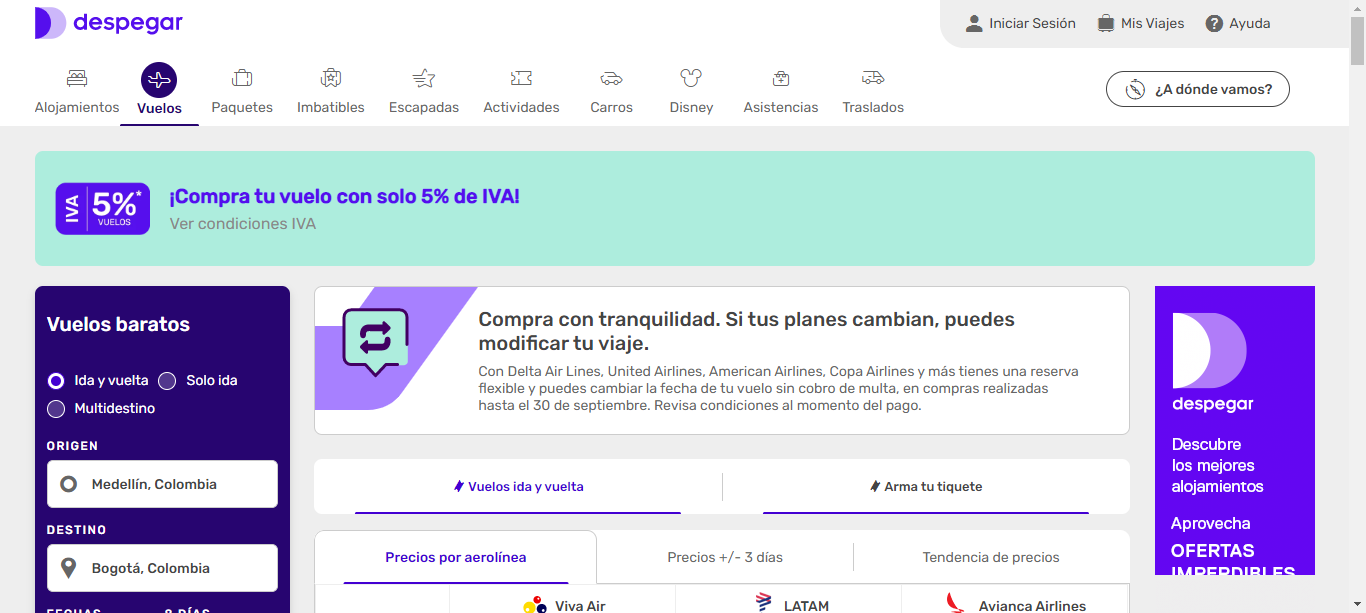 despegar
Iniciar Sesión
Mis Viajes
Ayuda
Alojamientos
Vuelos
Paquetes
Imbatibles
Escapadas
Actividades
Carros
Disney
Asistencias
Traslados
¿A dónde vamos?
IVA
5%*
VUELOS
¡Compra tu vuelo con solo 5% de IVA!
Ver condiciones IVA
Vuelos baratos
Ida y vuelta
Solo ida
Multidestino
ORIGEN
Medellín, Colombia
DESTINO
Bogotá, Colombia
FECHAS
8 DÍAS
Compra con tranquilidad. Si tus planes cambian, puedes
modificar tu viaje.
Con Delta Air Lines, United Airlines, American Airlines, Copa Airlines y más tienes una reserva
flexible y puedes cambiar la fecha de tu vuelo sin cobro de multa, en compras realizadas
hasta el 30 de septiembre. Revisa condiciones al momento del pago.
Vuelos ida y vuelta
Arma tu tiquete
Precios por aerolínea
Precios +/- 3 días
Tendencia de precios
Viva Air
LATAM
Avianca Airlines
despegar
Descubre
los mejores
alojamientos
Aprovecha
OFERTAS
IMPERDIBLES